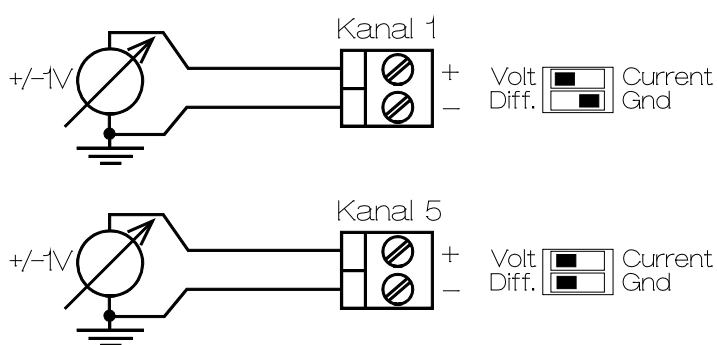 Kanal 1
+/-1V
+
Volt Current
Diff. Gnd
−
Kanal 5
+/-1V
+
Volt Current
Diff. Gnd
−